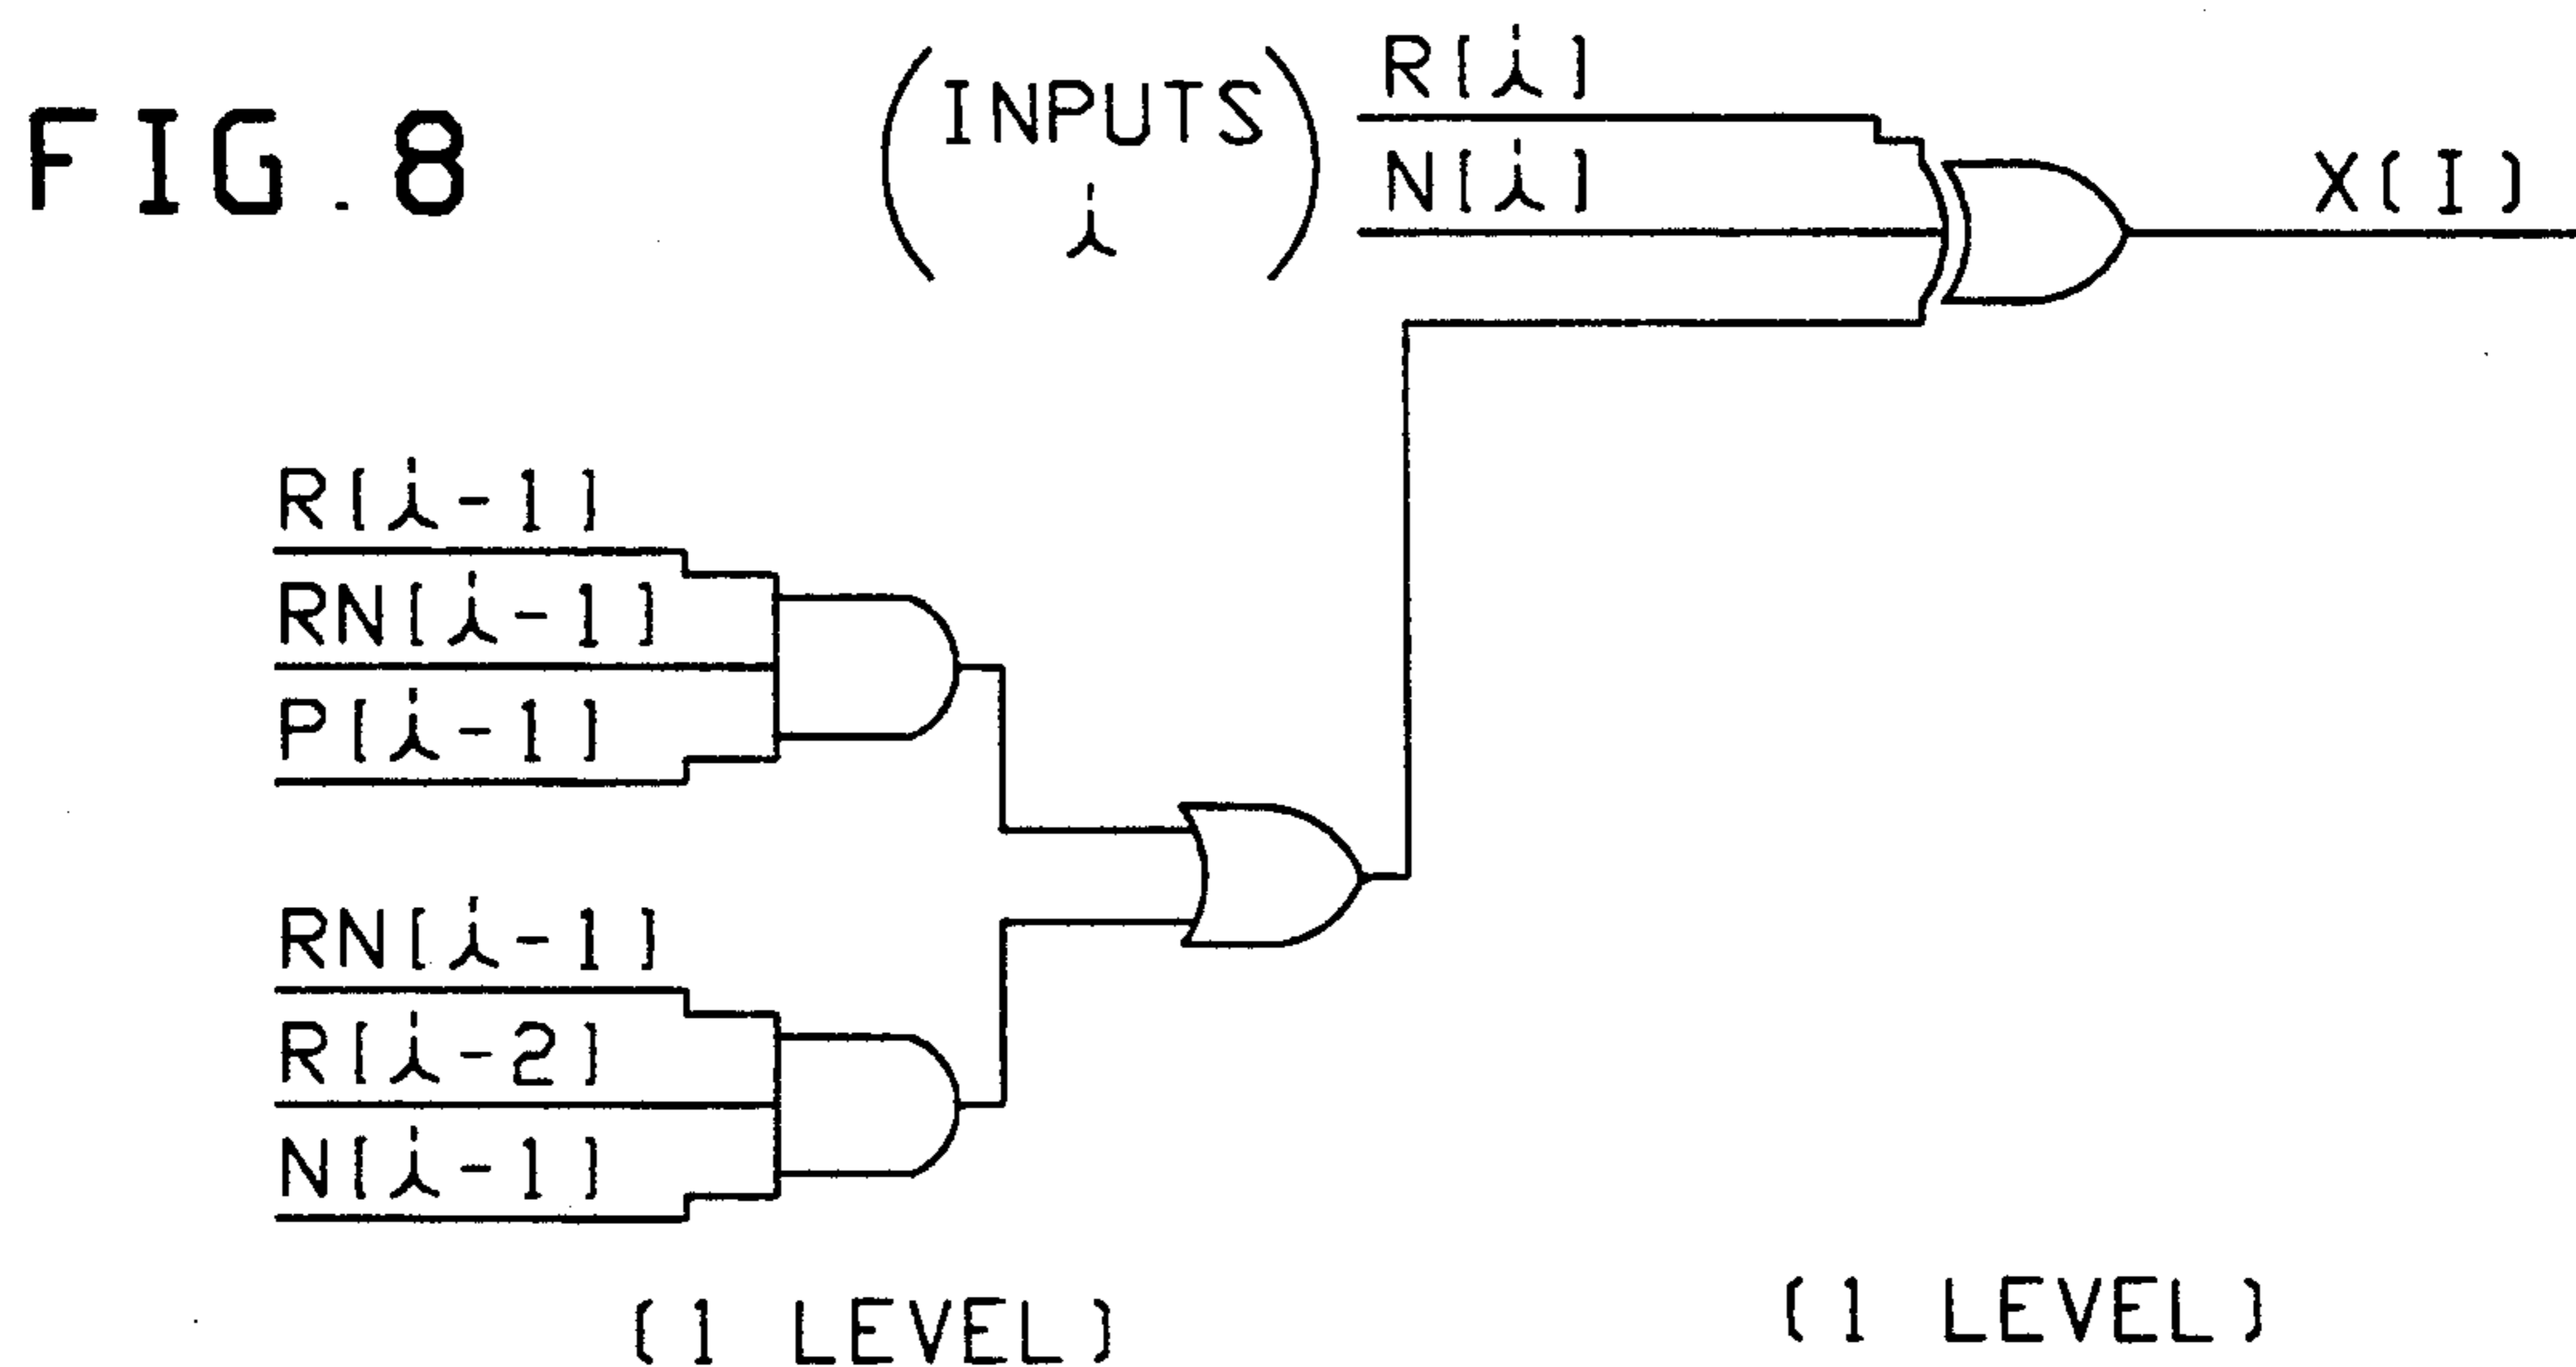 FIG.8
(INPUTS i)
R(i)
N(i)
X(I)
R(i-1)
RN(i-1)
P(i-1)
RN(i-1)
R(i-2)
N(i-1)
(1 LEVEL)
(1 LEVEL)